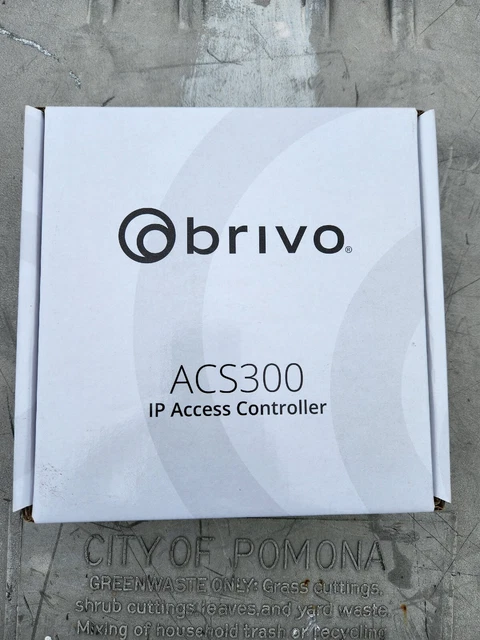 brivo®
ACS300
IP Access Controller
CITY OF POMONA
GREENWASTE ONLY: Grass cuttings,
shrub cuttings, leaves, and yard waste.
Mixing of household trash or recycling